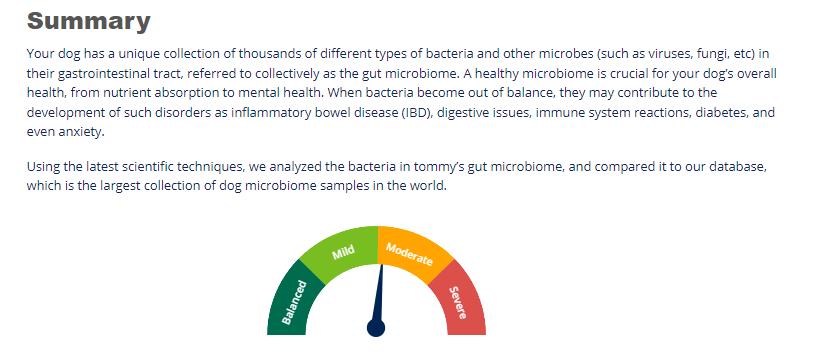 Summary
Your dog has a unique collection of thousands of different types of bacteria and other microbes (such as viruses, fungi, etc) in
their gastrointestinal tract, referred to collectively as the gut microbiome. A healthy microbiome is crucial for your dog's overall
health, from nutrient absorption to mental health. When bacteria become out of balance, they may contribute to the
development of such disorders as inflammatory bowel disease (IBD), digestive issues, immune system reactions, diabetes, and
even anxiety.
Using the latest scientific techniques, we analyzed the bacteria in tommy's gut microbiome, and compared it to our database,
which is the largest collection of dog microbiome samples in the world.
Balanced
Mild
Moderate
Severe